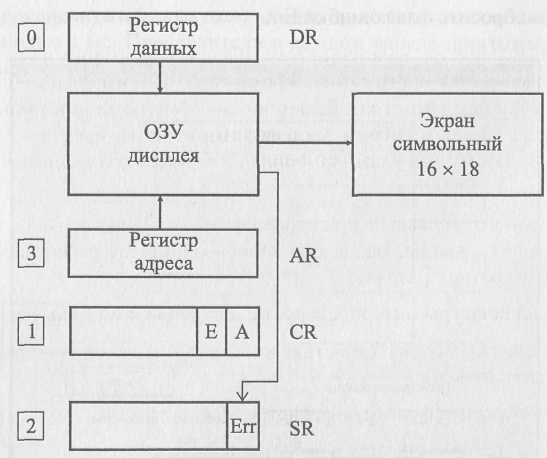 0
Регистр
данных
DR
ОЗУ
дисплея
Экран
символьный
16 × 18
3
Регистр
адреса
AR
1
E
A
CR
2
Err
SR